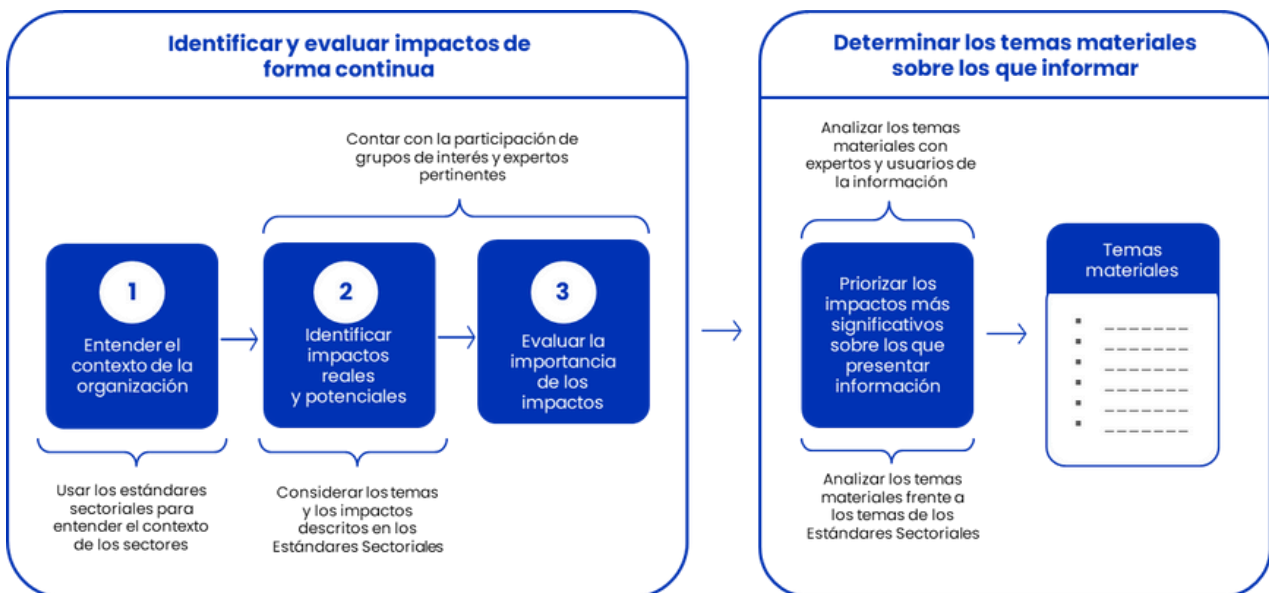 Identificar y evaluar impactos de
forma continua
Contar con la participación de
grupos de interés y expertos
pertinentes
1
Entender el
contexto de la
organización
2
Identificar
impactos
reales
y potenciales
3
Evaluar la
importancia
de los
impactos
Usar los estándares
sectoriales para
entender el contexto
de los sectores
Considerar los temas
y los impactos
descritos en los
Estándares Sectoriales
Determinar los temas materiales
sobre los que informar
Analizar los temas
materiales con
expertos y usuarios de
la información
Priorizar los
impactos más
significativos
sobre los que
presentar
información
Analizar los temas
materiales frente a
los temas de los
Estándares Sectoriales
Temas
materiales